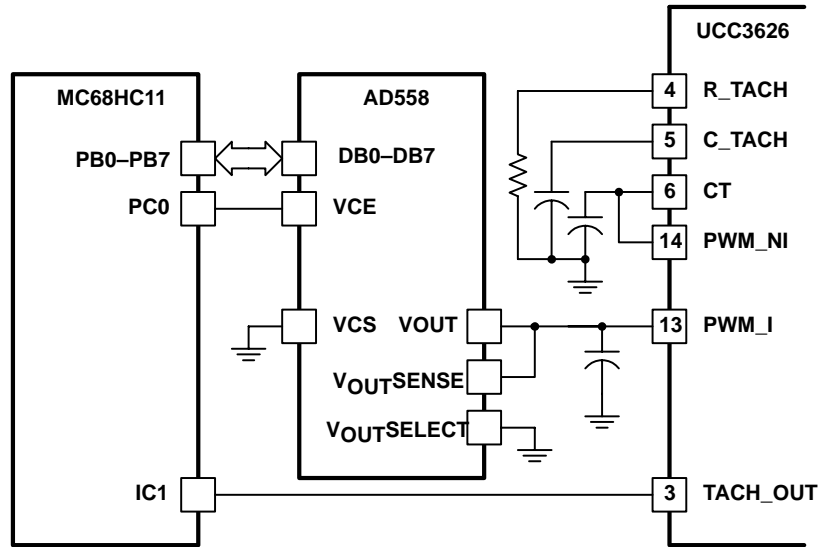 UCC3626
MC68HC11
AD558
4 R_TACH
5 C_TACH
PB0–PB7
DB0–DB7
6 CT
PC0
VCE
14 PWM_NI
VCS
VOUT
13 PWM_I
VOUTSENSE
VOUTSELECT
IC1
3 TACH_OUT